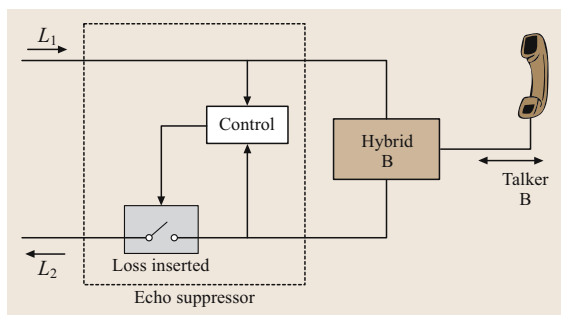 L1
Control
Hybrid
B
Talker
B
L2
Loss inserted
Echo suppressor